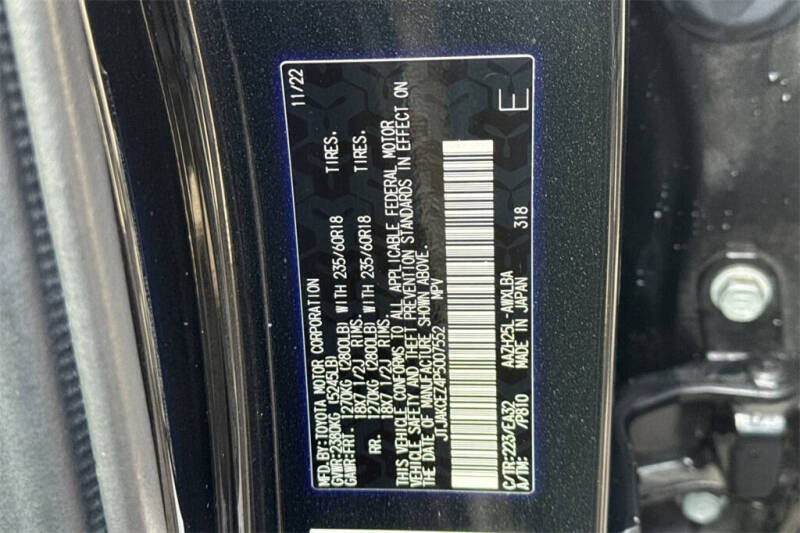 MFD.BY:TOYOTA MOTOR CORPORATION 11/22
GVWR:2380KG (5245LB)
GAWR:FRT. 1270KG (2800LB) WITH 235/60R18 TIRES.
18X7 1/2J RIMS.
RR. 1270KG (2800LB) WITH 235/60R18 TIRES.
18X7 1/2J RIMS.
THIS VEHICLE CONFORMS TO ALL APPLICABLE FEDERAL MOTOR
VEHICLE SAFETY AND THEFT PREVENTION STANDARDS IN EFFECT ON
THE DATE OF MANUFACTURE SHOWN ABOVE.
JTJAKCEZ4P5007552 MPV
C/TR:223/EA32 AAZH25L-AWXLBA
A/TM: /P810 MADE IN JAPAN 318 E